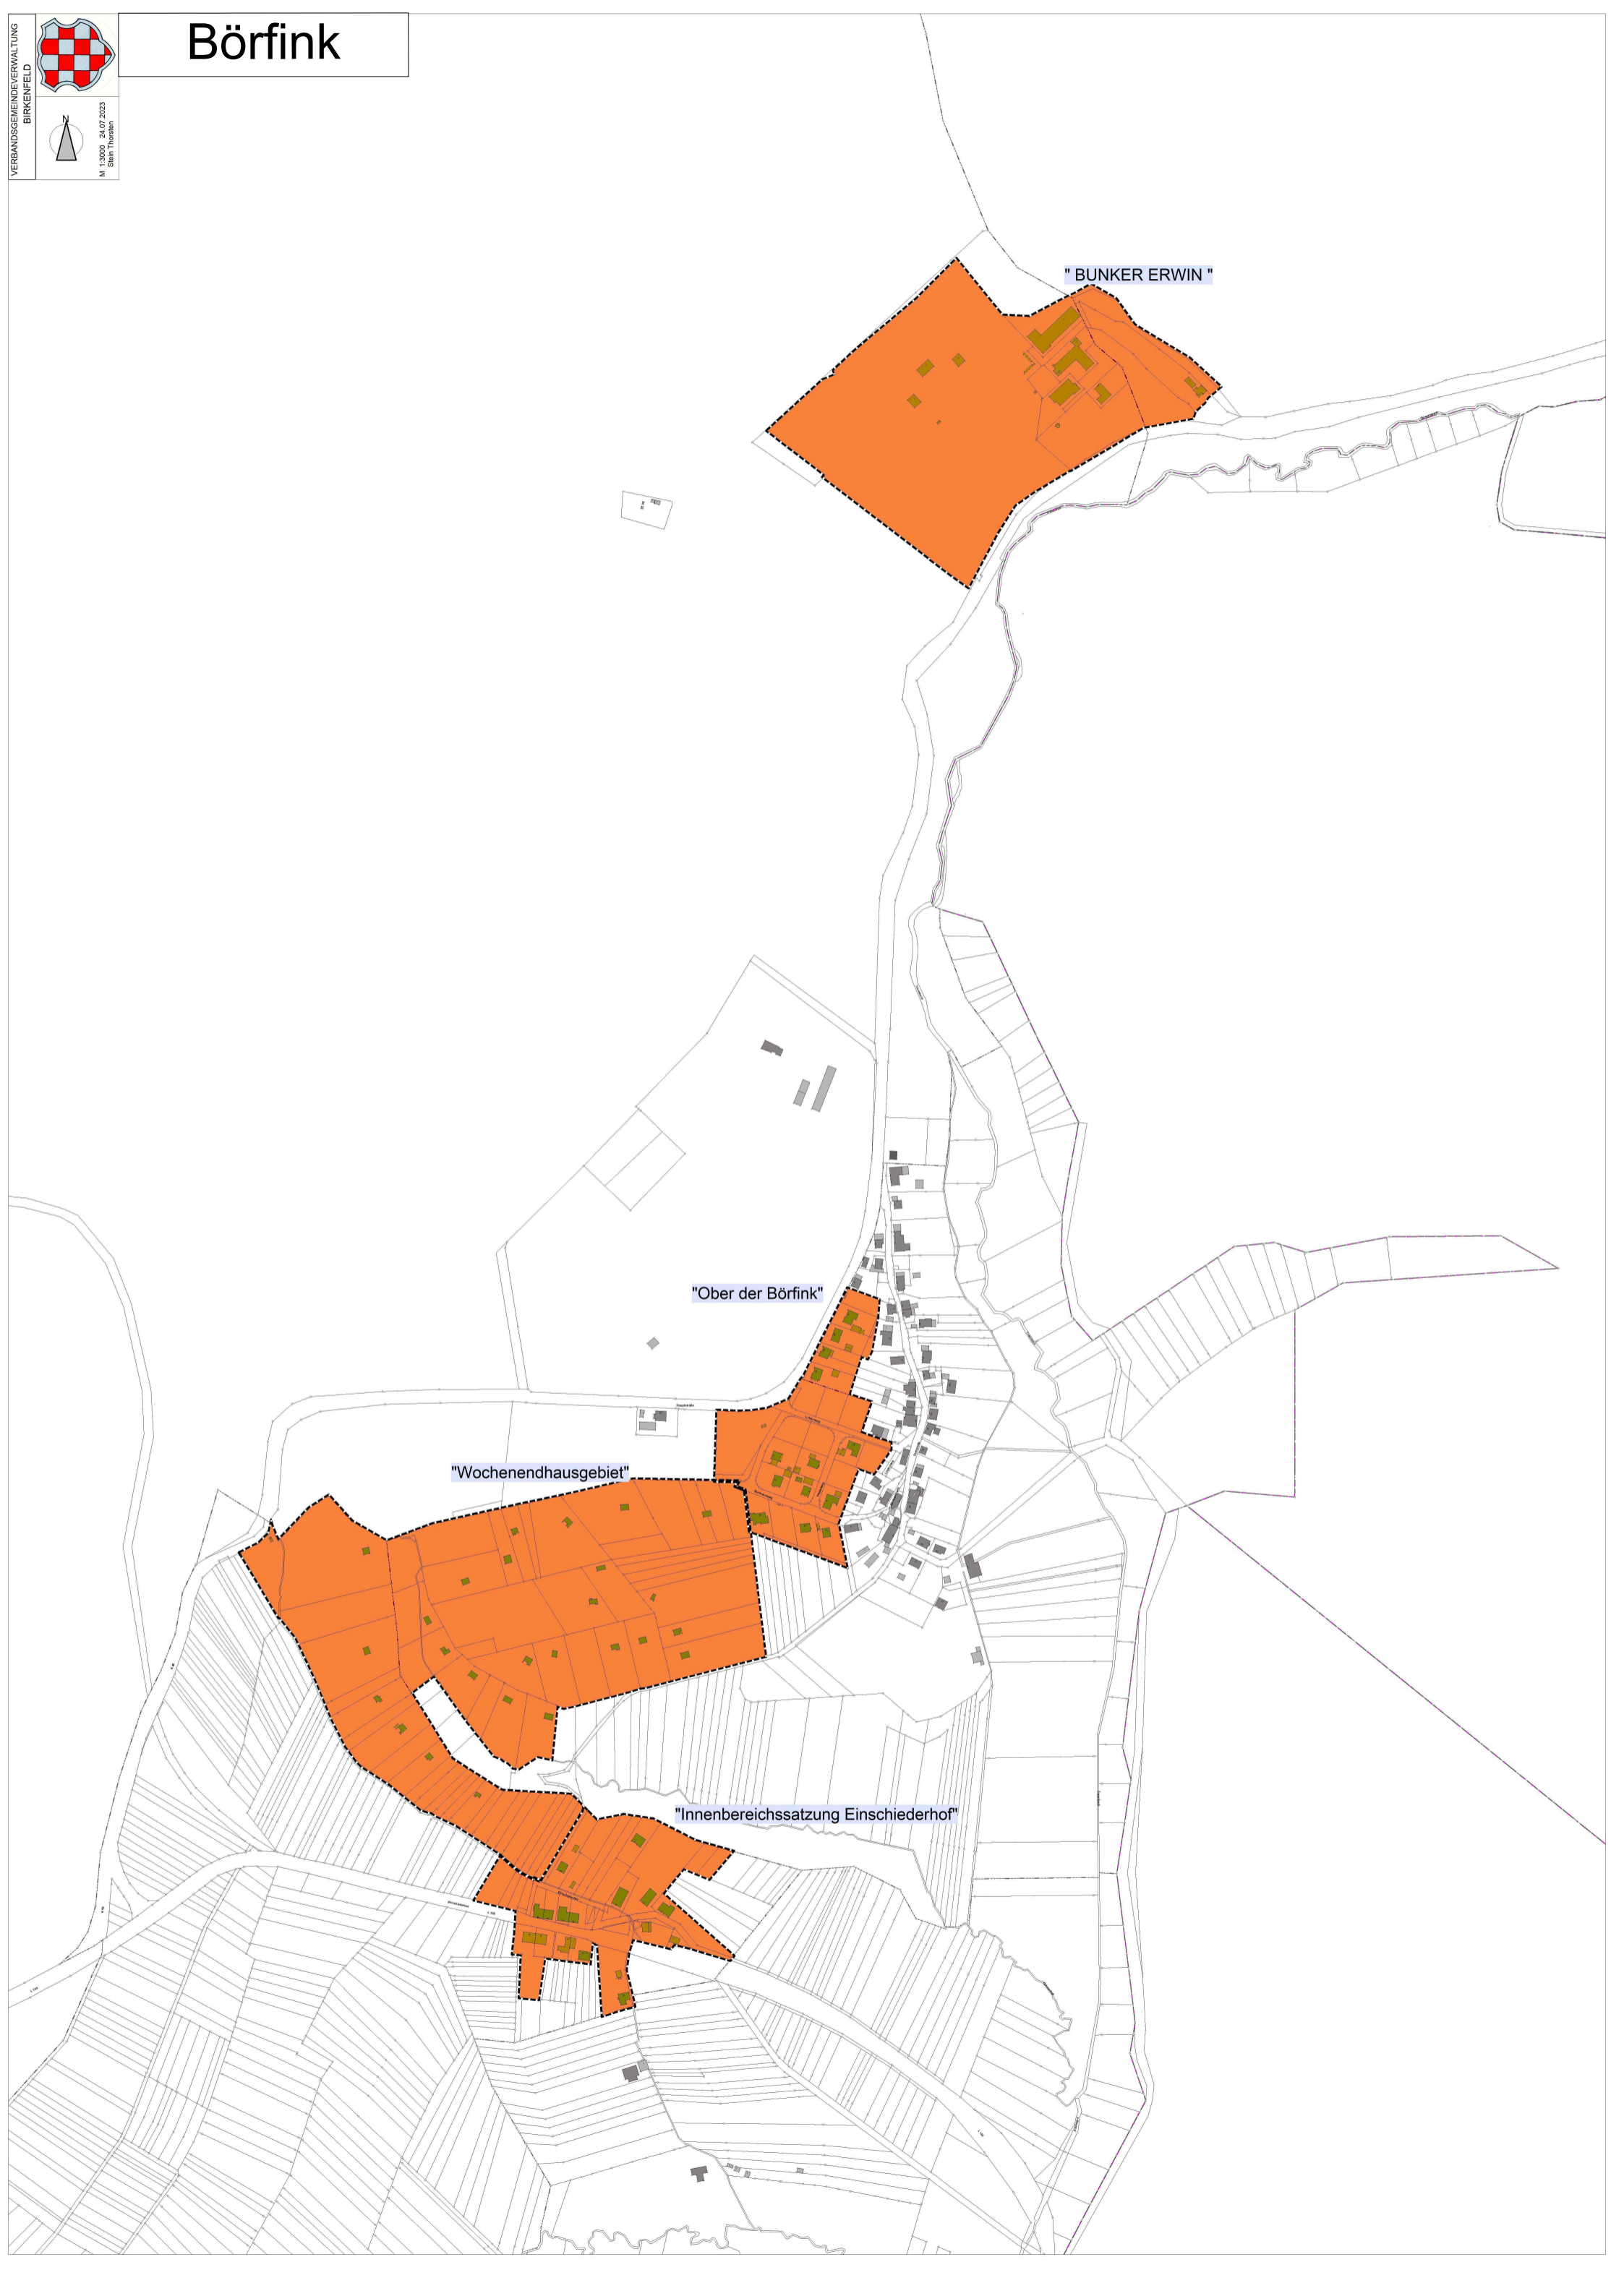 VERBANDSGEMEINDEVERWALTUNG
BIRKENFELD
N
M 1:3000 24.07.2023
Stein Thorsten
Börfink
" BUNKER ERWIN "
"Ober der Börfink"
"Wochenendhausgebiet"
"Innenbereichssatzung Einschiederhof"